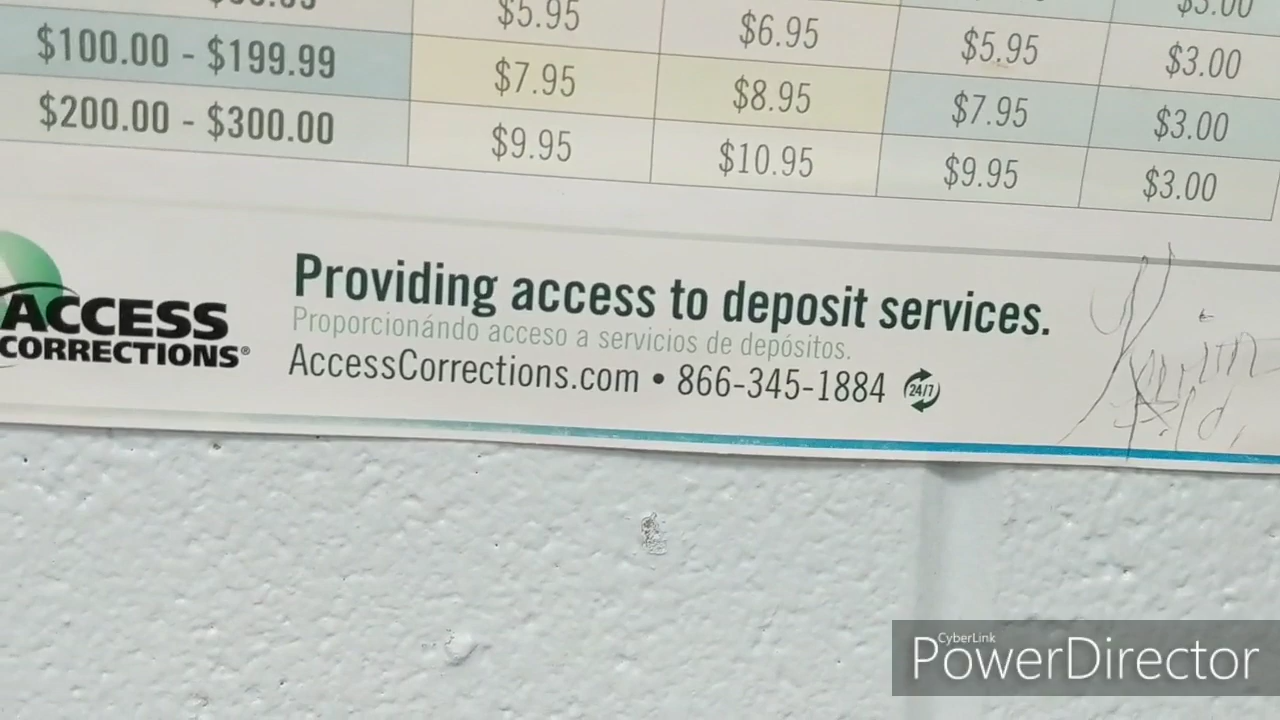 $5.95 $6.95 $5.95 $3.00
$100.00 - $199.99 $7.95 $8.95 $7.95 $3.00
$200.00 - $300.00 $9.95 $10.95 $9.95 $3.00
ACCESS
CORRECTIONS®
Providing access to deposit services.
Proporcionándo acceso a servicios de depósitos.
AccessCorrections.com • 866-345-1884 24/7
CyberLink
PowerDirector